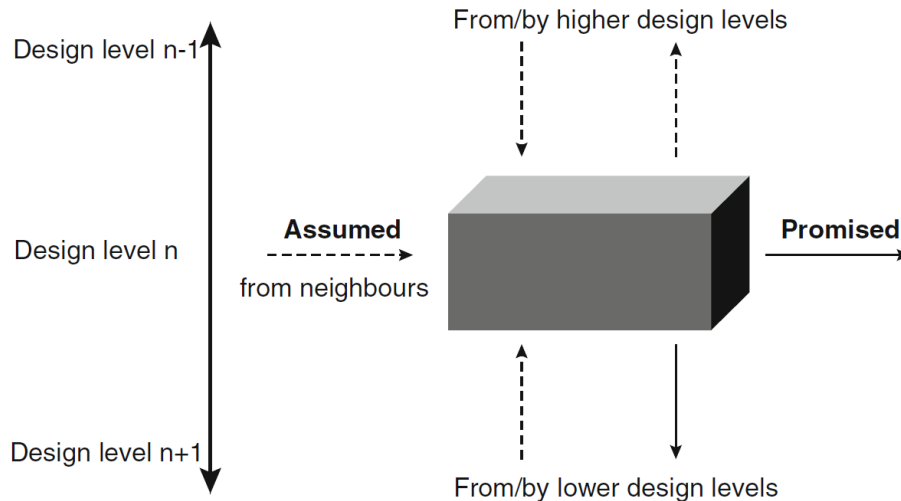 From/by higher design levels
Design level n-1
Assumed
Promised
Design level n
from neighbours
Design level n+1
From/by lower design levels